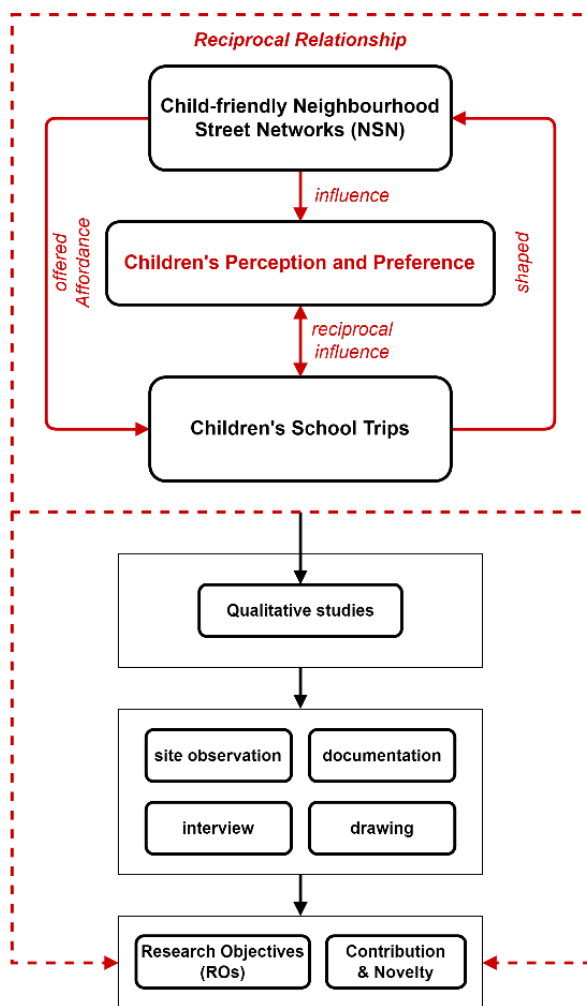 Reciprocal Relationship
Child-friendly Neighbourhood
Street Networks (NSN)
influence
offered
Affordance
Children's Perception and Preference
shaped
reciprocal
influence
Children's School Trips
Qualitative studies
site observation
documentation
interview
drawing
Research Objectives
(ROs)
Contribution
& Novelty